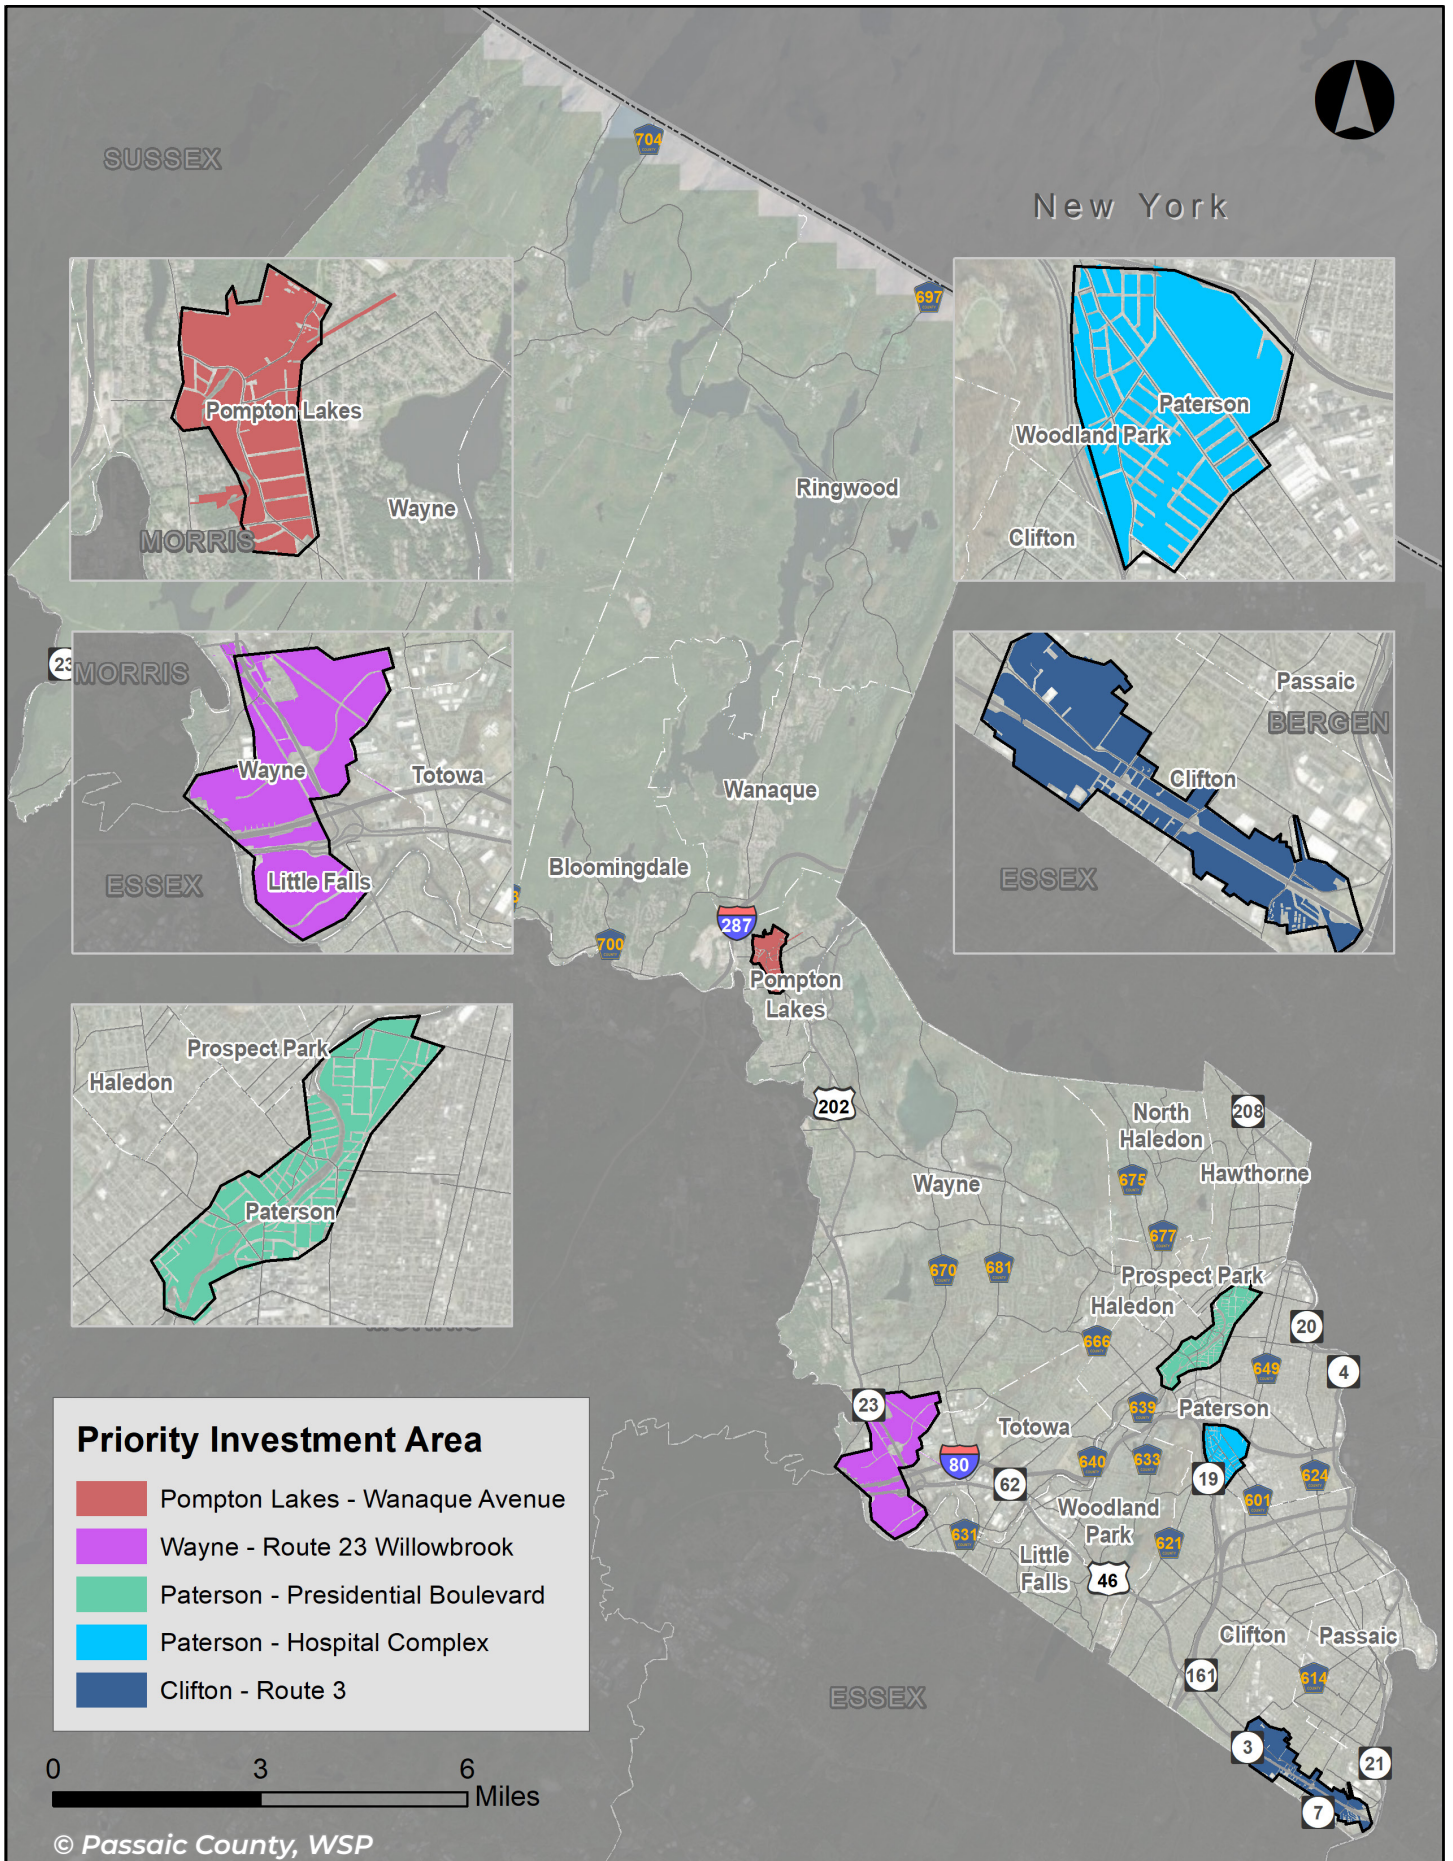 704
SUSSEX
New York
697
Pompton Lakes
Wayne
MORRIS
Paterson
Woodland Park
Clifton
Ringwood
23
MORRIS
Wayne
Totowa
Little Falls
ESSEX
Passaic
BERGEN
Clifton
ESSEX
Wanaque
Bloomingdale
3
700
287
Pompton
Lakes
Prospect Park
Haledon
Paterson
202
North
Haledon
208
Hawthorne
675
Wayne
677
670
681
Prospect Park
Haledon
666
20
649
4
23
639
Paterson
Totowa
80
640
633
62
19
624
601
Woodland
Park
631
621
Little
Falls
46
Clifton
Passaic
161
614
ESSEX
3
21
7
Priority Investment Area
Pompton Lakes - Wanaque Avenue
Wayne - Route 23 Willowbrook
Paterson - Presidential Boulevard
Paterson - Hospital Complex
Clifton - Route 3
0 3 6
Miles
© Passaic County, WSP